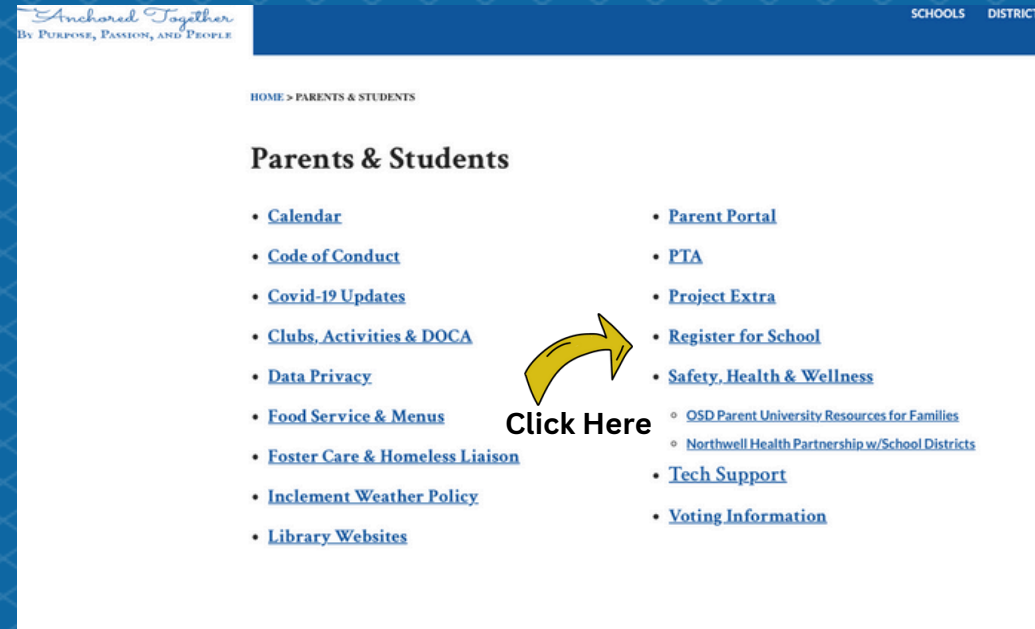 Anchored Together
BY PURPOSE, PASSION, AND PEOPLE
SCHOOLS DISTRICT
HOME > PARENTS & STUDENTS
Parents & Students
• Calendar
• Code of Conduct
• Covid-19 Updates
• Clubs, Activities & DOCA
• Data Privacy
• Food Service & Menus
• Foster Care & Homeless Liaison
• Inclement Weather Policy
• Library Websites
Click Here
• Parent Portal
• PTA
• Project Extra
• Register for School
• Safety, Health & Wellness
◦ OSD Parent University Resources for Families
◦ Northwell Health Partnership w/School Districts
• Tech Support
• Voting Information